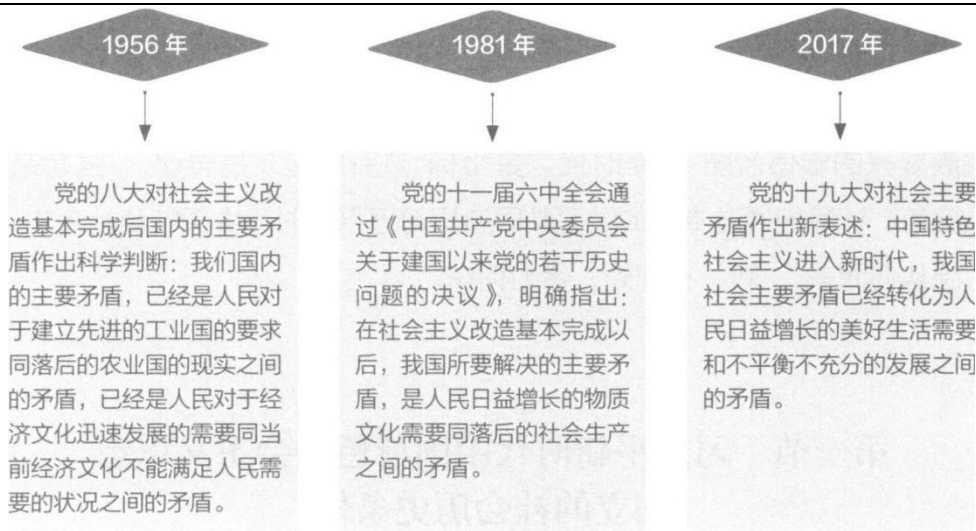 1956 年
党的八大对社会主义改
造基本完成后国内的主要矛
盾作出科学判断：我们国内
的主要矛盾，已经是人民对
于建立先进的工业国的要求
同落后的农业国的现实之间
的矛盾，已经是人民对于经
济文化迅速发展的需要同当
前经济文化不能满足人民需
要的状况之间的矛盾。
1981 年
党的十一届六中全会通
过《中国共产党中央委员会
关于建国以来党的若干历史
问题的决议》，明确指出：
在社会主义改造基本完成以
后，我国所要解决的主要矛
盾，是人民日益增长的物质
文化需要同落后的社会生产
之间的矛盾。
2017 年
党的十九大对社会主要
矛盾作出新表述：中国特色
社会主义进入新时代，我国
社会主要矛盾已经转化为人
民日益增长的美好生活需要
和不平衡不充分的发展之间
的矛盾。